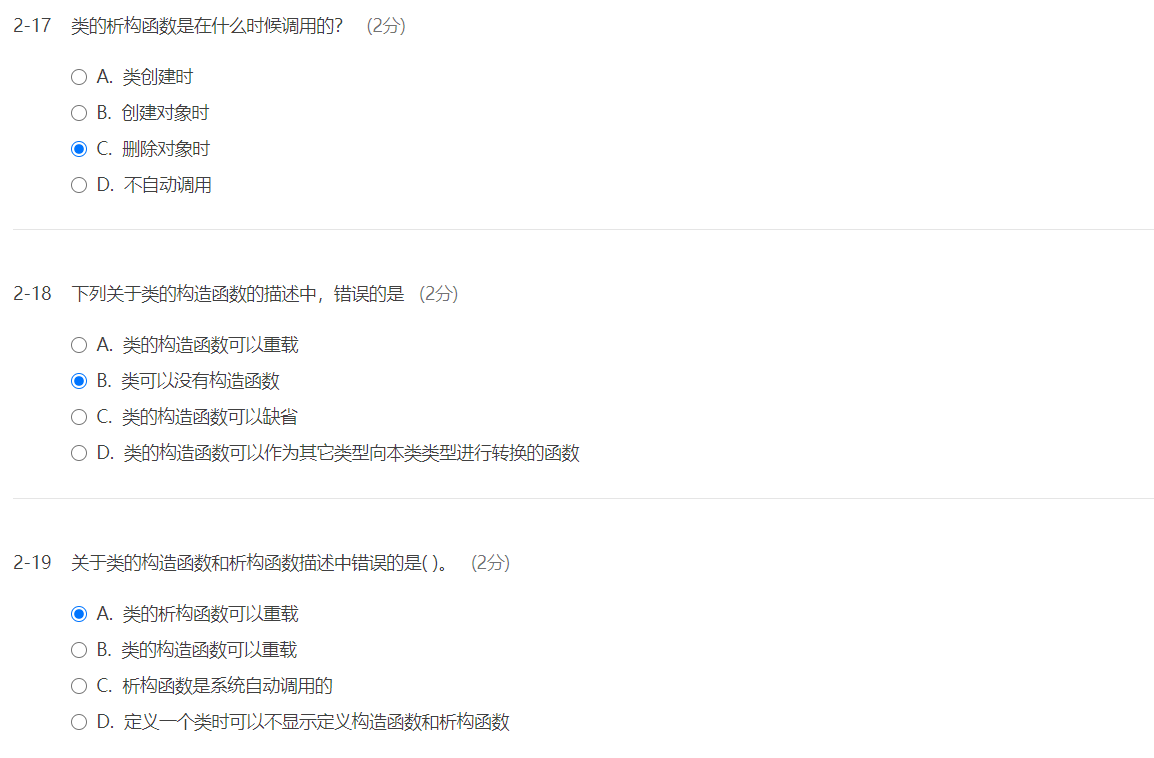 2-17 类的析构函数是在什么时候调用的? (2分)
A. 类创建时
B. 创建对象时
C. 删除对象时
D. 不自动调用
2-18 下列关于类的构造函数的描述中，错误的是 (2分)
A. 类的构造函数可以重载
B. 类可以没有构造函数
C. 类的构造函数可以缺省
D. 类的构造函数可以作为其它类型向本类类型进行转换的函数
2-19 关于类的构造函数和析构函数描述中错误的是( )。 (2分)
A. 类的析构函数可以重载
B. 类的构造函数可以重载
C. 析构函数是系统自动调用的
D. 定义一个类时可以不显示定义构造函数和析构函数